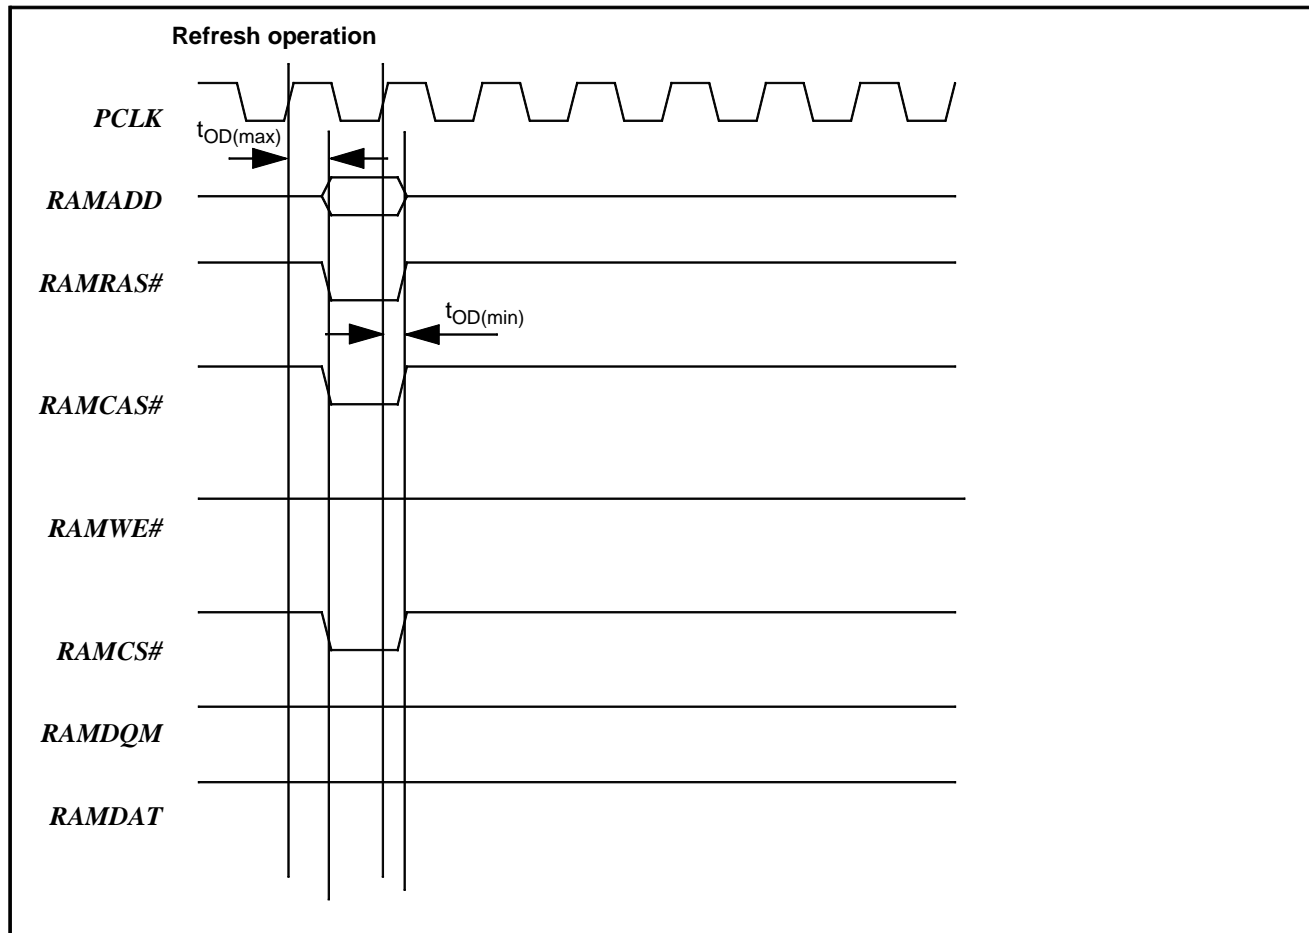 Refresh operation
PCLK
tOD(max)
RAMADD
RAMRAS#
tOD(min)
RAMCAS#
RAMWE#
RAMCS#
RAMDQM
RAMDAT